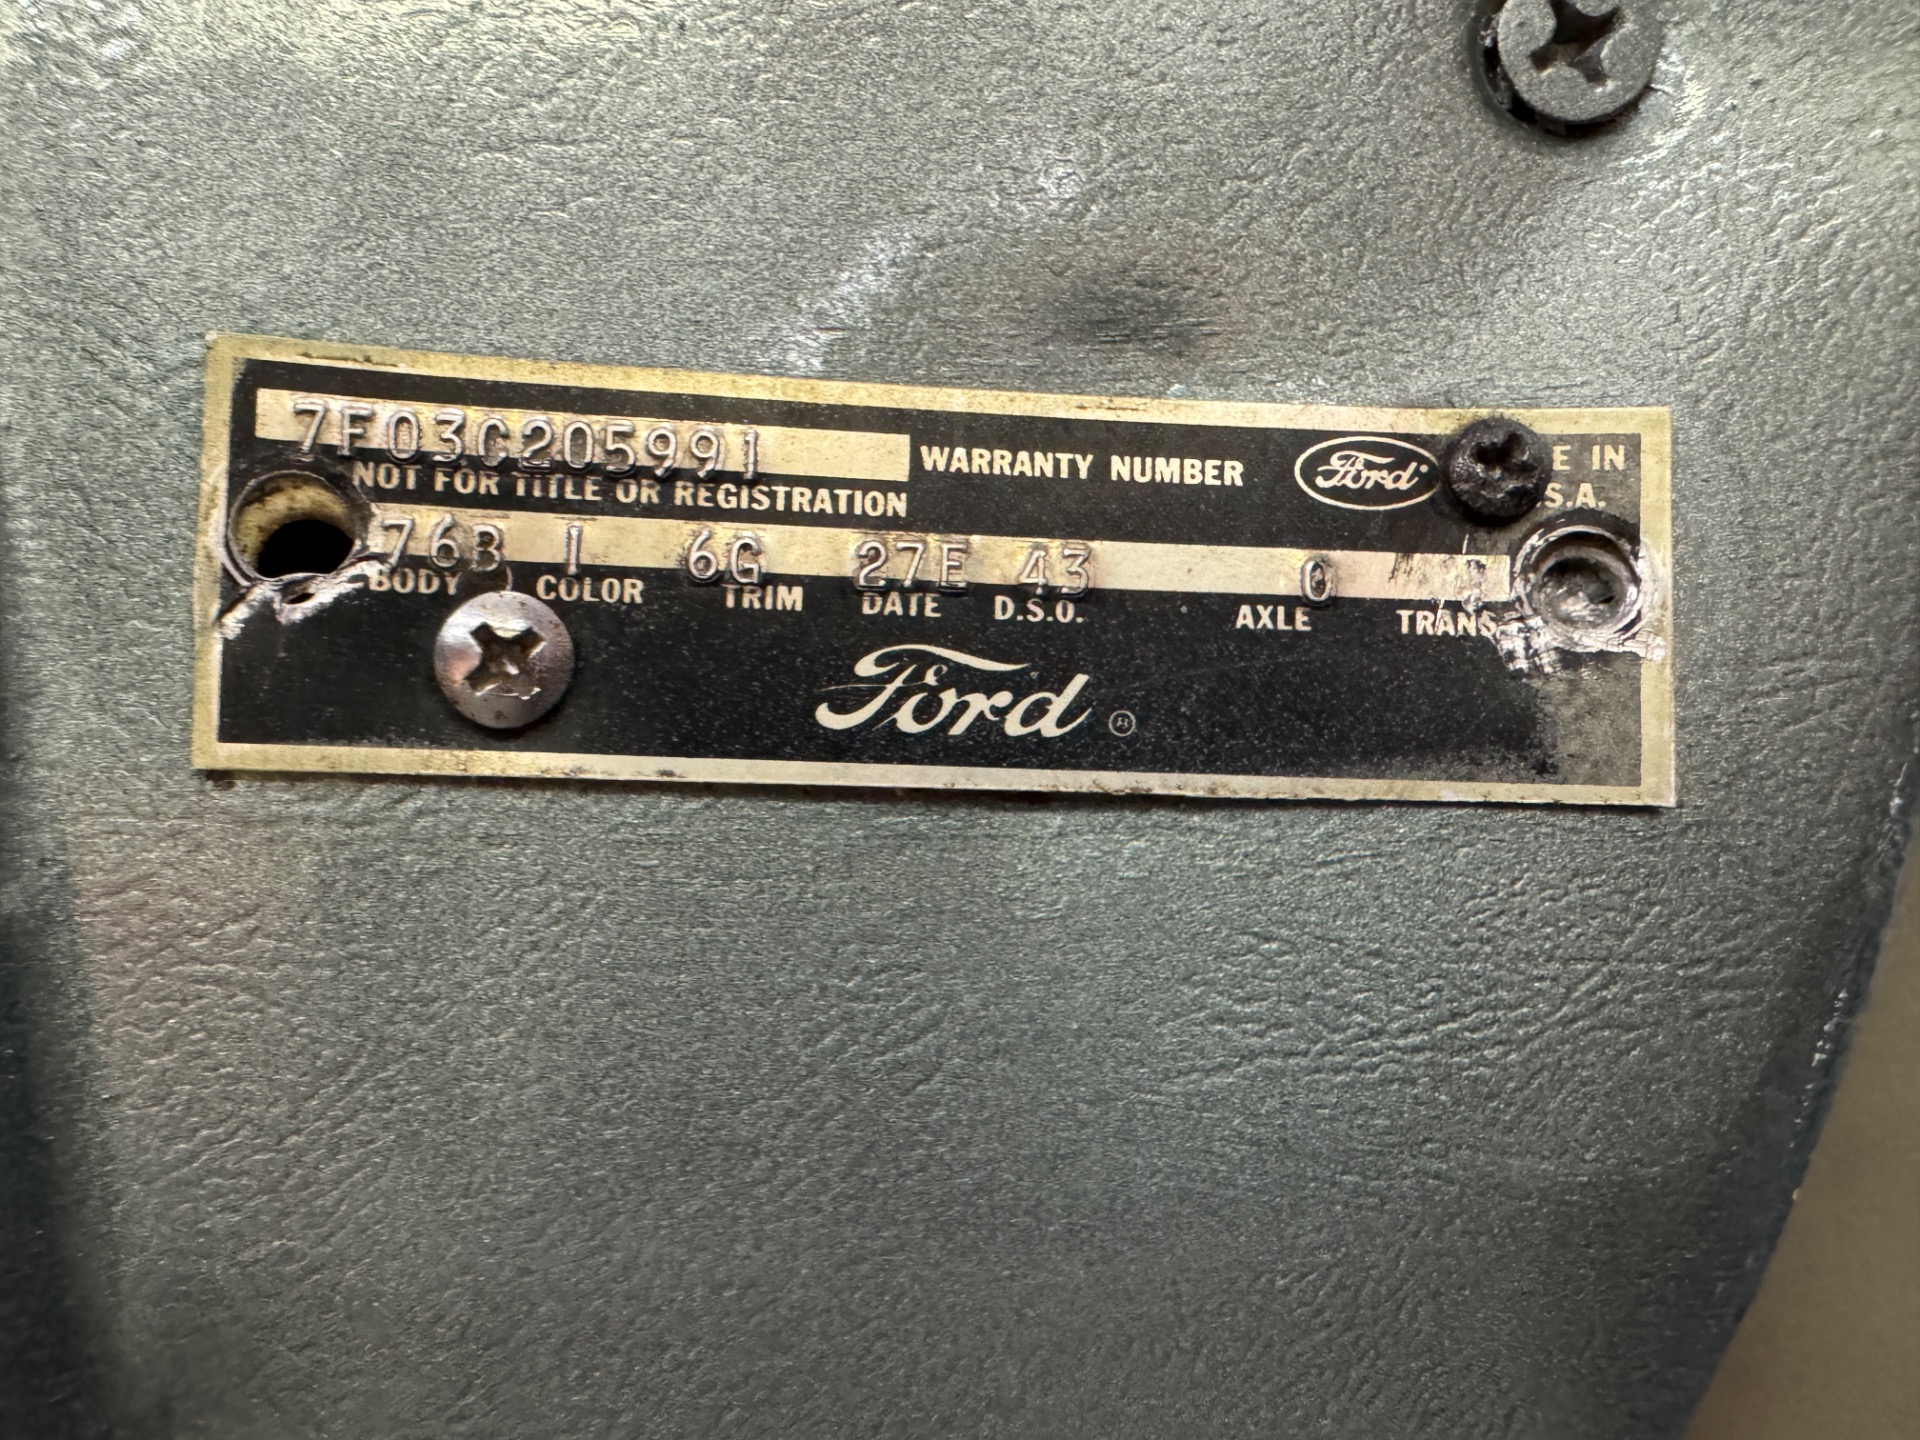 7F03C205991 WARRANTY NUMBER Ford E IN
NOT FOR TITLE OR REGISTRATION S.A.
76B I 6G 27E 43 0
BODY COLOR TRIM DATE D.S.O. AXLE TRANS
Ford ®